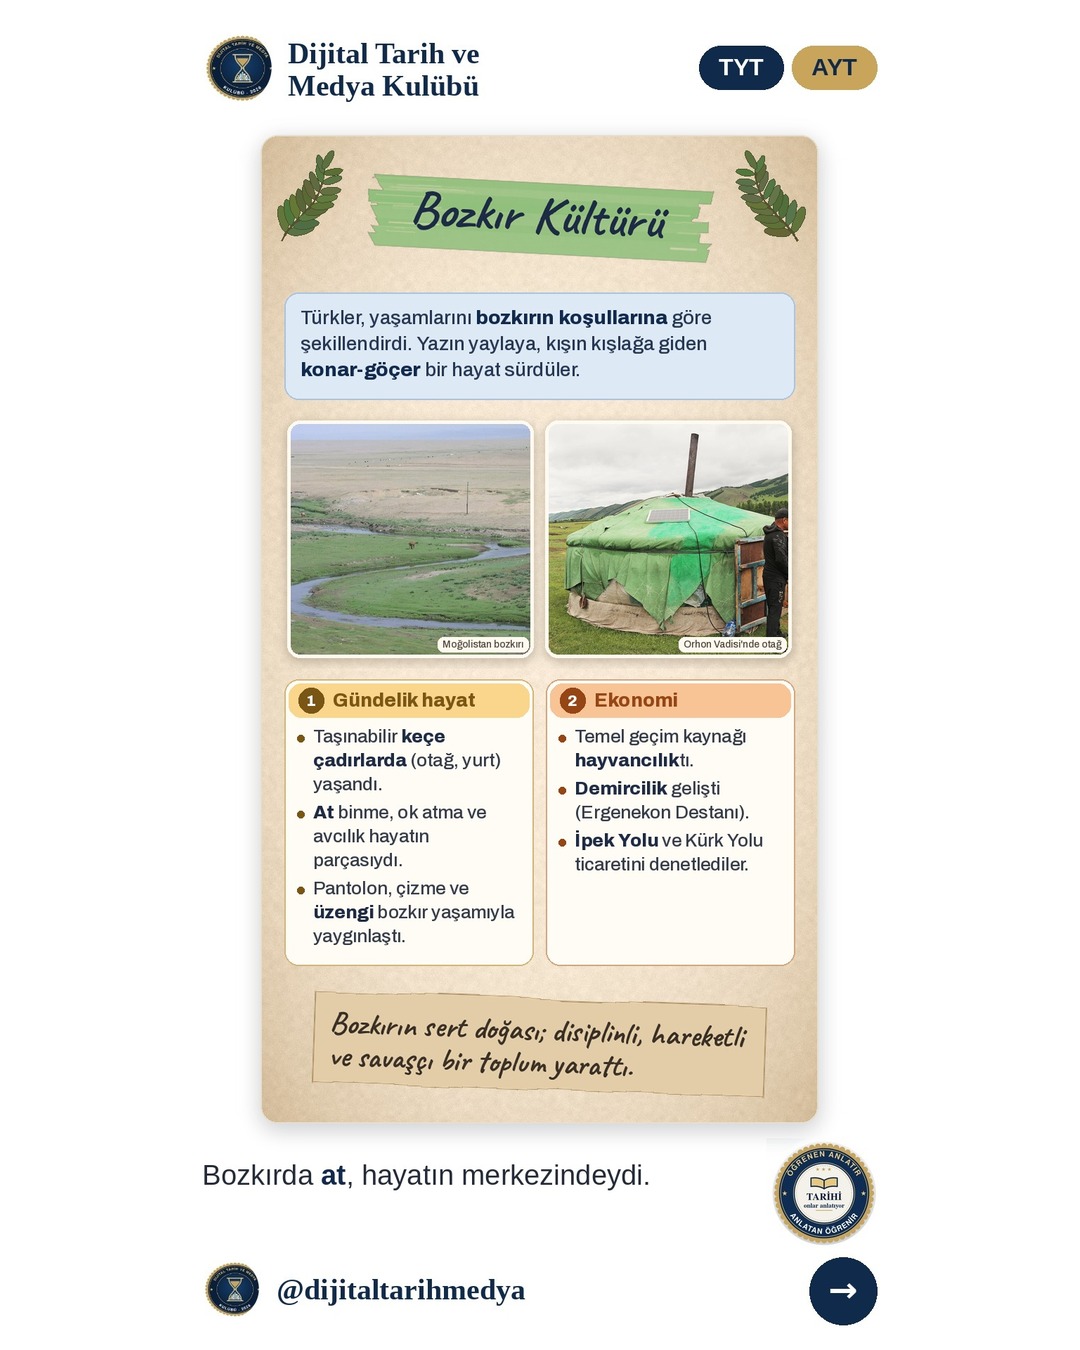 Dijital Tarih ve
Medya Kulübü
TYT
AYT
Bozkır Kültürü
Türkler, yaşamlarını bozkırın koşullarına göre
şekillendirdi. Yazın yaylaya, kışın kışlağa giden
konar-göçer bir hayat sürdüler.
Moğolistan bozkırı
Orhon Vadisi'nde otağ
1 Gündelik hayat
Taşınabilir keçe
çadırlarda (otağ, yurt)
yaşandı.
At binme, ok atma ve
avcılık hayatın
parçasıydı.
Pantolon, çizme ve
üzengi bozkır yaşamıyla
yaygınlaştı.
2 Ekonomi
Temel geçim kaynağı
hayvancılıktı.
Demircilik gelişti
(Ergenekon Destanı).
İpek Yolu ve Kürk Yolu
ticaretini denetlediler.
Bozkırın sert doğası; disiplinli, hareketli
ve savaşçı bir toplum yarattı.
Bozkırda at, hayatın merkezindeydi.
ÖĞRENEN ANLATIR
TARİHİ
onlar anlatıyor
ANLATAN ÖĞRENİR
@dijitaltarihmedya
→